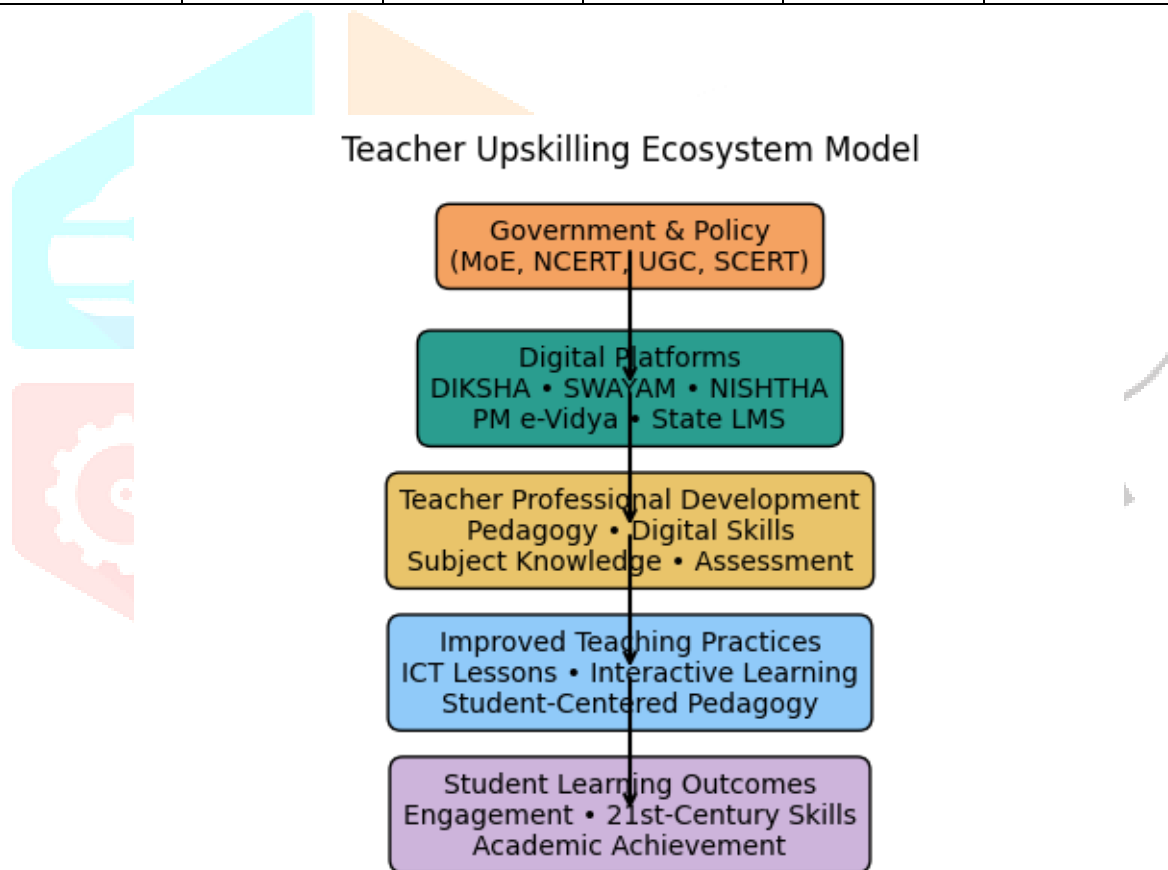 Teacher Upskilling Ecosystem Model
Government & Policy
(MoE, NCERT, UGC, SCERT)
Digital Platforms
DIKSHA • SWAYAM • NISHTHA
PM e-Vidya • State LMS
Teacher Professional Development
Pedagogy • Digital Skills
Subject Knowledge • Assessment
Improved Teaching Practices
ICT Lessons • Interactive Learning
Student-Centered Pedagogy
Student Learning Outcomes
Engagement • 21st-Century Skills
Academic Achievement